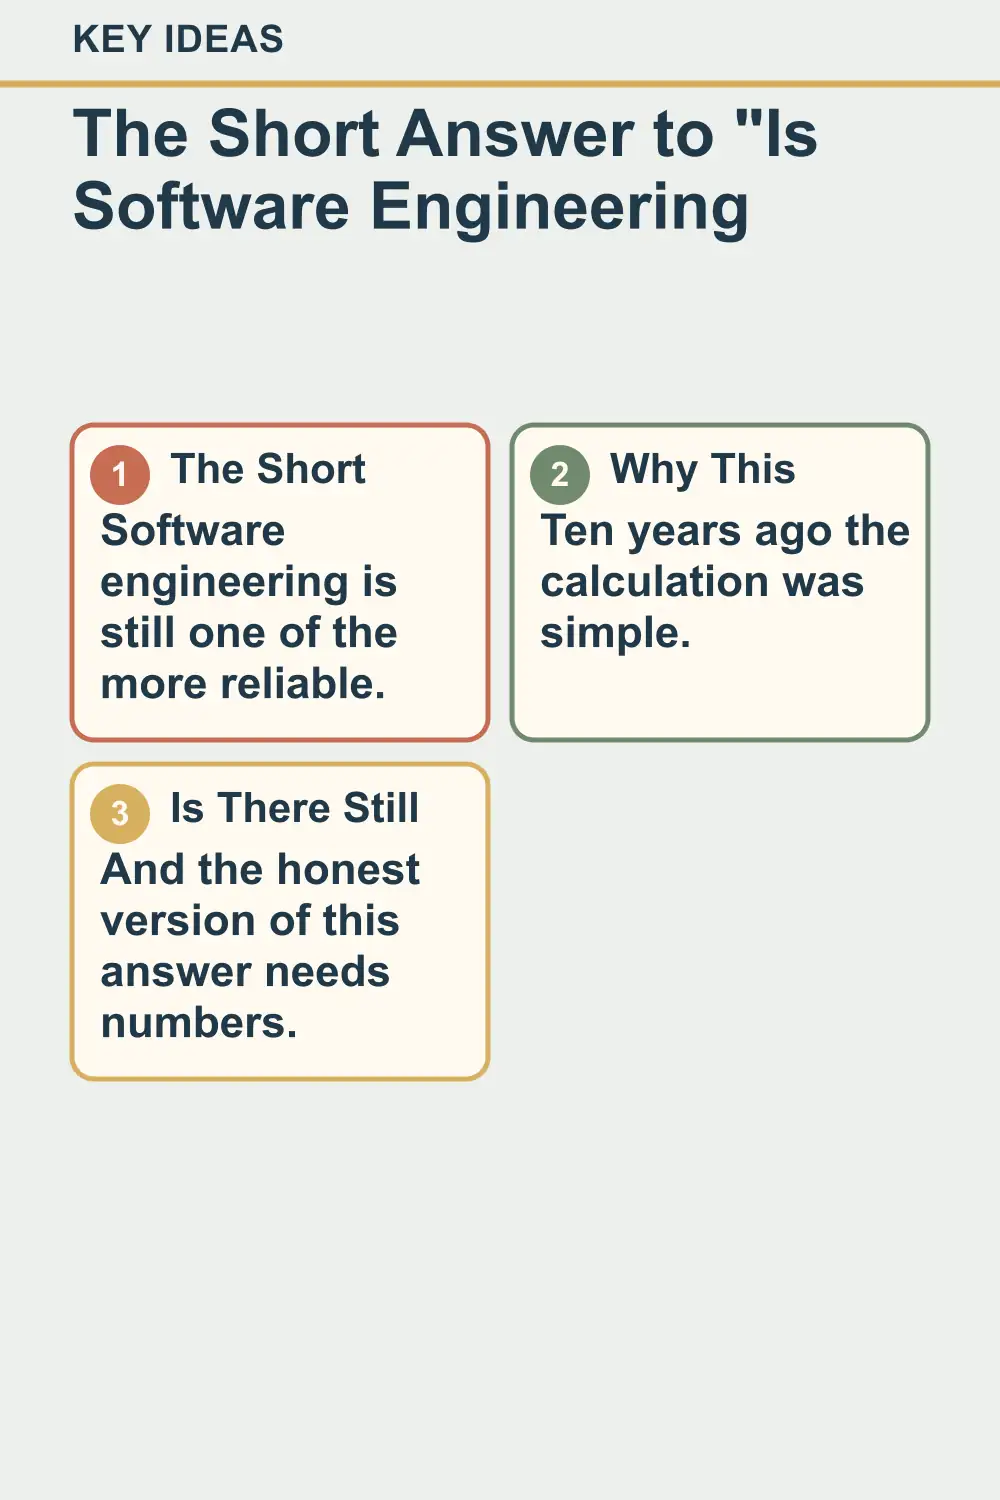 KEY IDEAS
The Short Answer to "Is
Software Engineering
1
The Short
Software
engineering is
still one of the
more reliable.
2
Why This
Ten years ago the
calculation was
simple.
3
Is There Still
And the honest
version of this
answer needs
numbers.